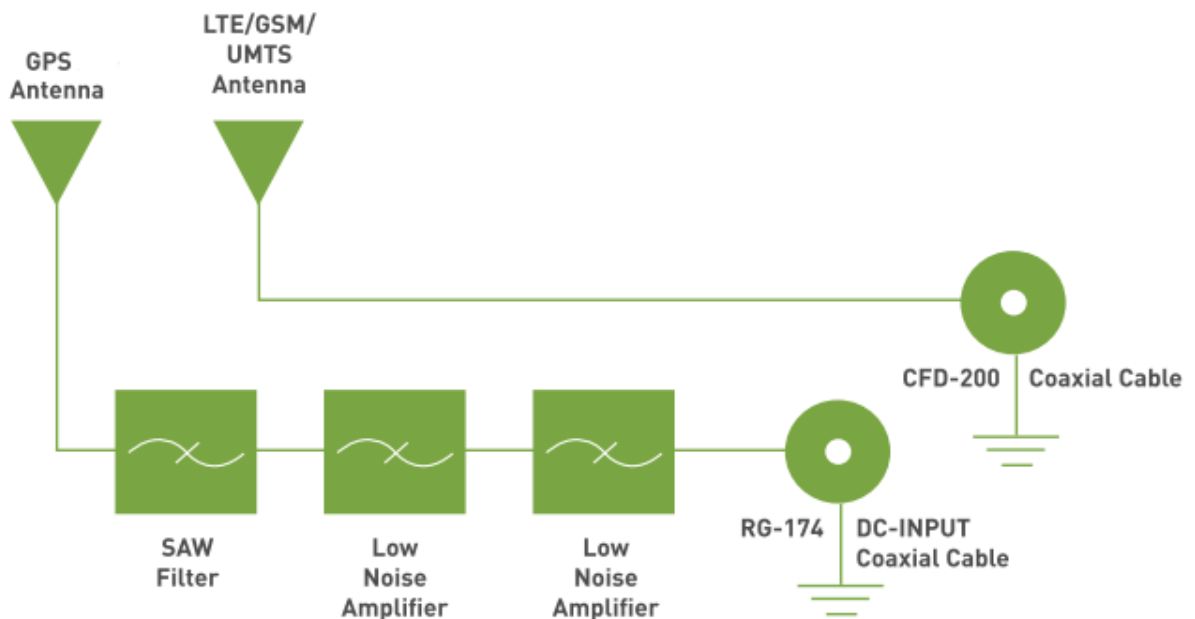 GPS
Antenna
LTE/GSM/
UMTS
Antenna
CFD-200
Coaxial Cable
SAW
Filter
Low
Noise
Amplifier
Low
Noise
Amplifier
RG-174
DC-INPUT
Coaxial Cable